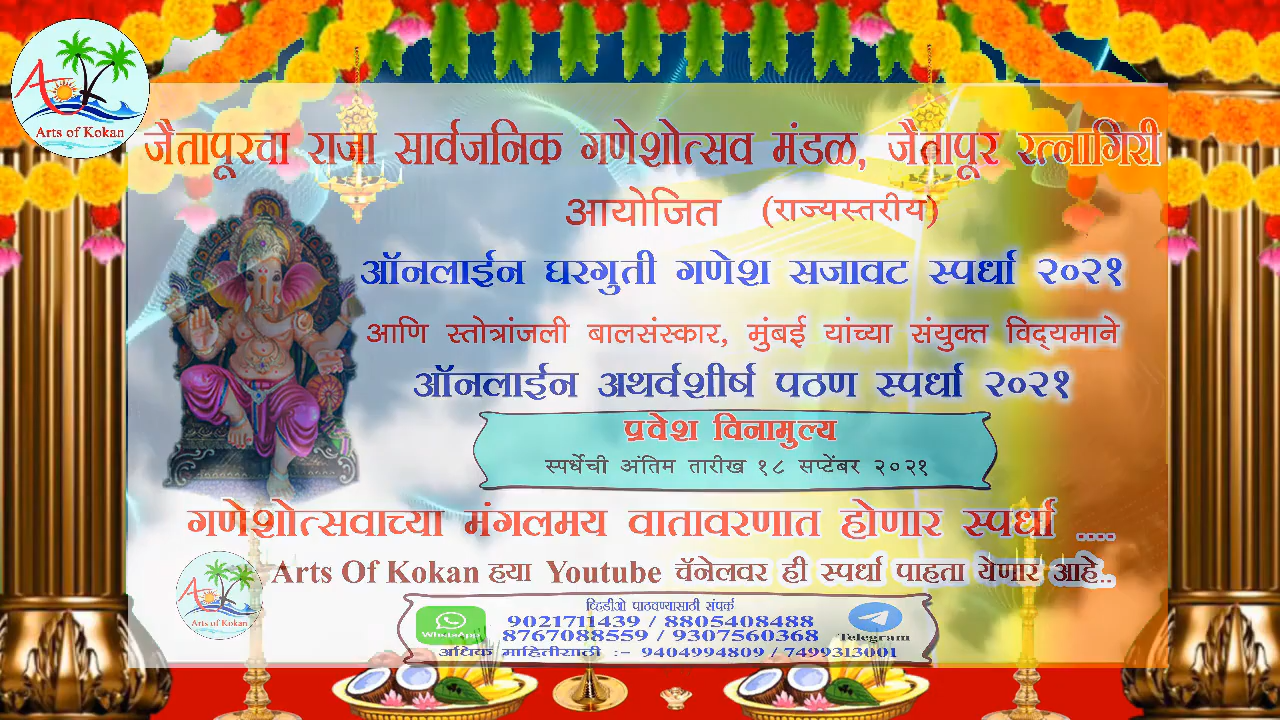 Arts of Kokan
जैतापूरचा राजा सार्वजनिक गणेशोत्सव मंडळ, जैतापूर रत्नागिरी
आयोजित (राज्यस्तरीय)
ऑनलाईन घरगुती गणेश सजावट स्पर्धा २०२१
आणि स्तोत्रांजली बालसंस्कार, मुंबई यांच्या संयुक्त विद्यमाने
ऑनलाईन अथर्वशीर्ष पठण स्पर्धा २०२१
प्रवेश विनामुल्य
स्पर्धेची अंतिम तारीख १८ सप्टेंबर २०२१
गणेशोत्सवाच्या मंगलमय वातावरणात होणार स्पर्धा ....
Arts Of Kokan हया Youtube चॅनेलवर ही स्पर्धा पाहता येणार आहे..
Arts of Kokan
व्हिडीओ पाठवण्यासाठी संपर्क
9021711439 / 8805408488
WhatsApp 8767088559 / 9307560368 Telegram
अधिक माहितीसाठी :- 9404994809 / 7499313001